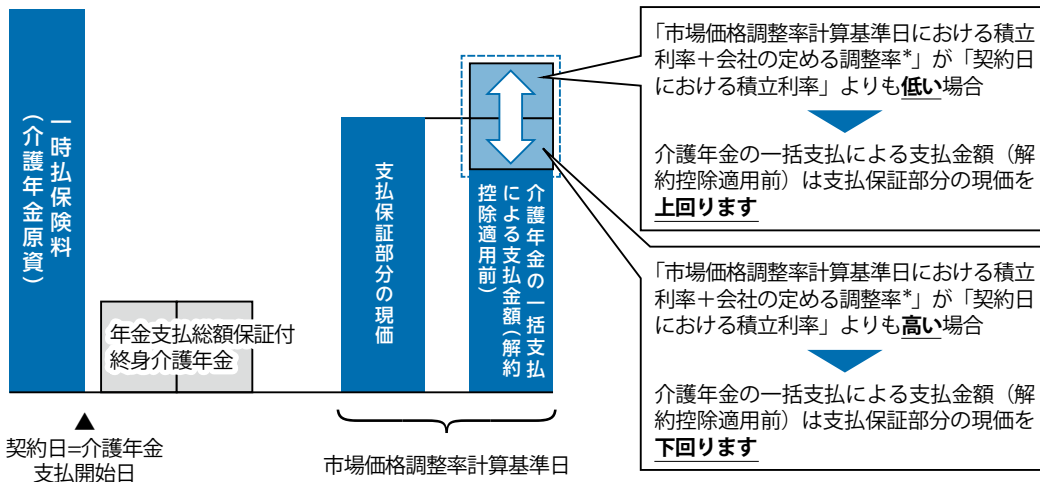 一時払保険料
（介護年金原資）
年金支払総額保証付
終身介護年金
▲
契約日=介護年金
支払開始日
支払保証部分の現価
介護年金の一括支払
による支払金額（解約
控除適用前）
市場価格調整率計算基準日
「市場価格調整率計算基準日における積立
利率＋会社の定める調整率*」が「契約日
における積立利率」よりも低い場合
介護年金の一括支払による支払金額（解
約控除適用前）は支払保証部分の現価を
上回ります
「市場価格調整率計算基準日における積立
利率＋会社の定める調整率*」が「契約日
における積立利率」よりも高い場合
介護年金の一括支払による支払金額（解
約控除適用前）は支払保証部分の現価を
下回ります